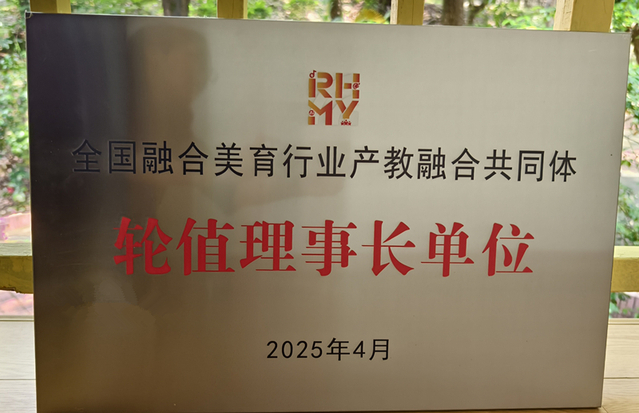 RH
MY
全国融合美育行业产教融合共同体
轮值理事长单位
2025年4月